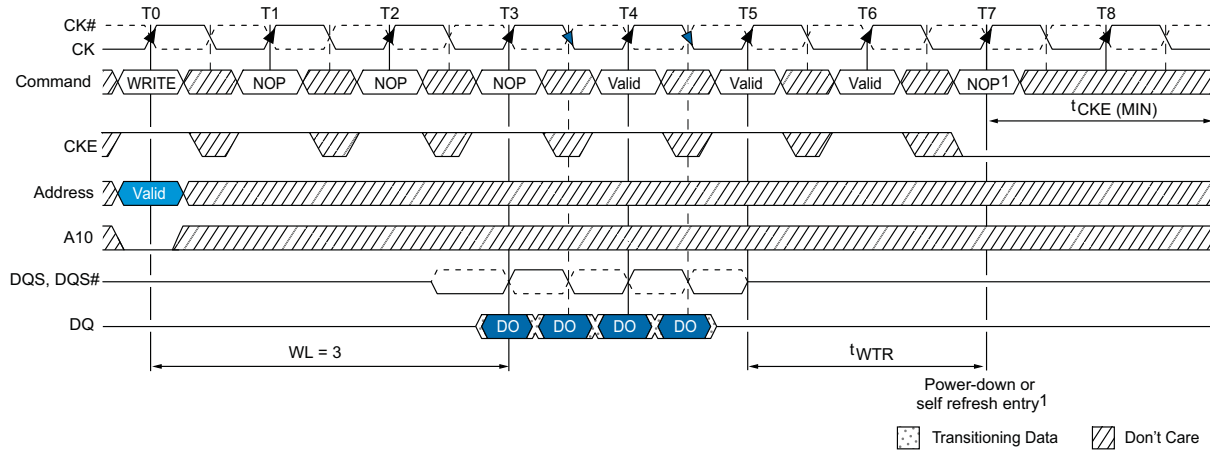 T0 T1 T2 T3 T4 T5 T6 T7 T8
CK#
CK
Command WRITE NOP NOP NOP Valid Valid Valid NOP1
tCKE (MIN)
CKE
Address Valid
A10
DQS, DQS#
DQ DO DO DO DO
WL = 3 tWTR
Power-down or
self refresh entry1
Transitioning Data Don't Care